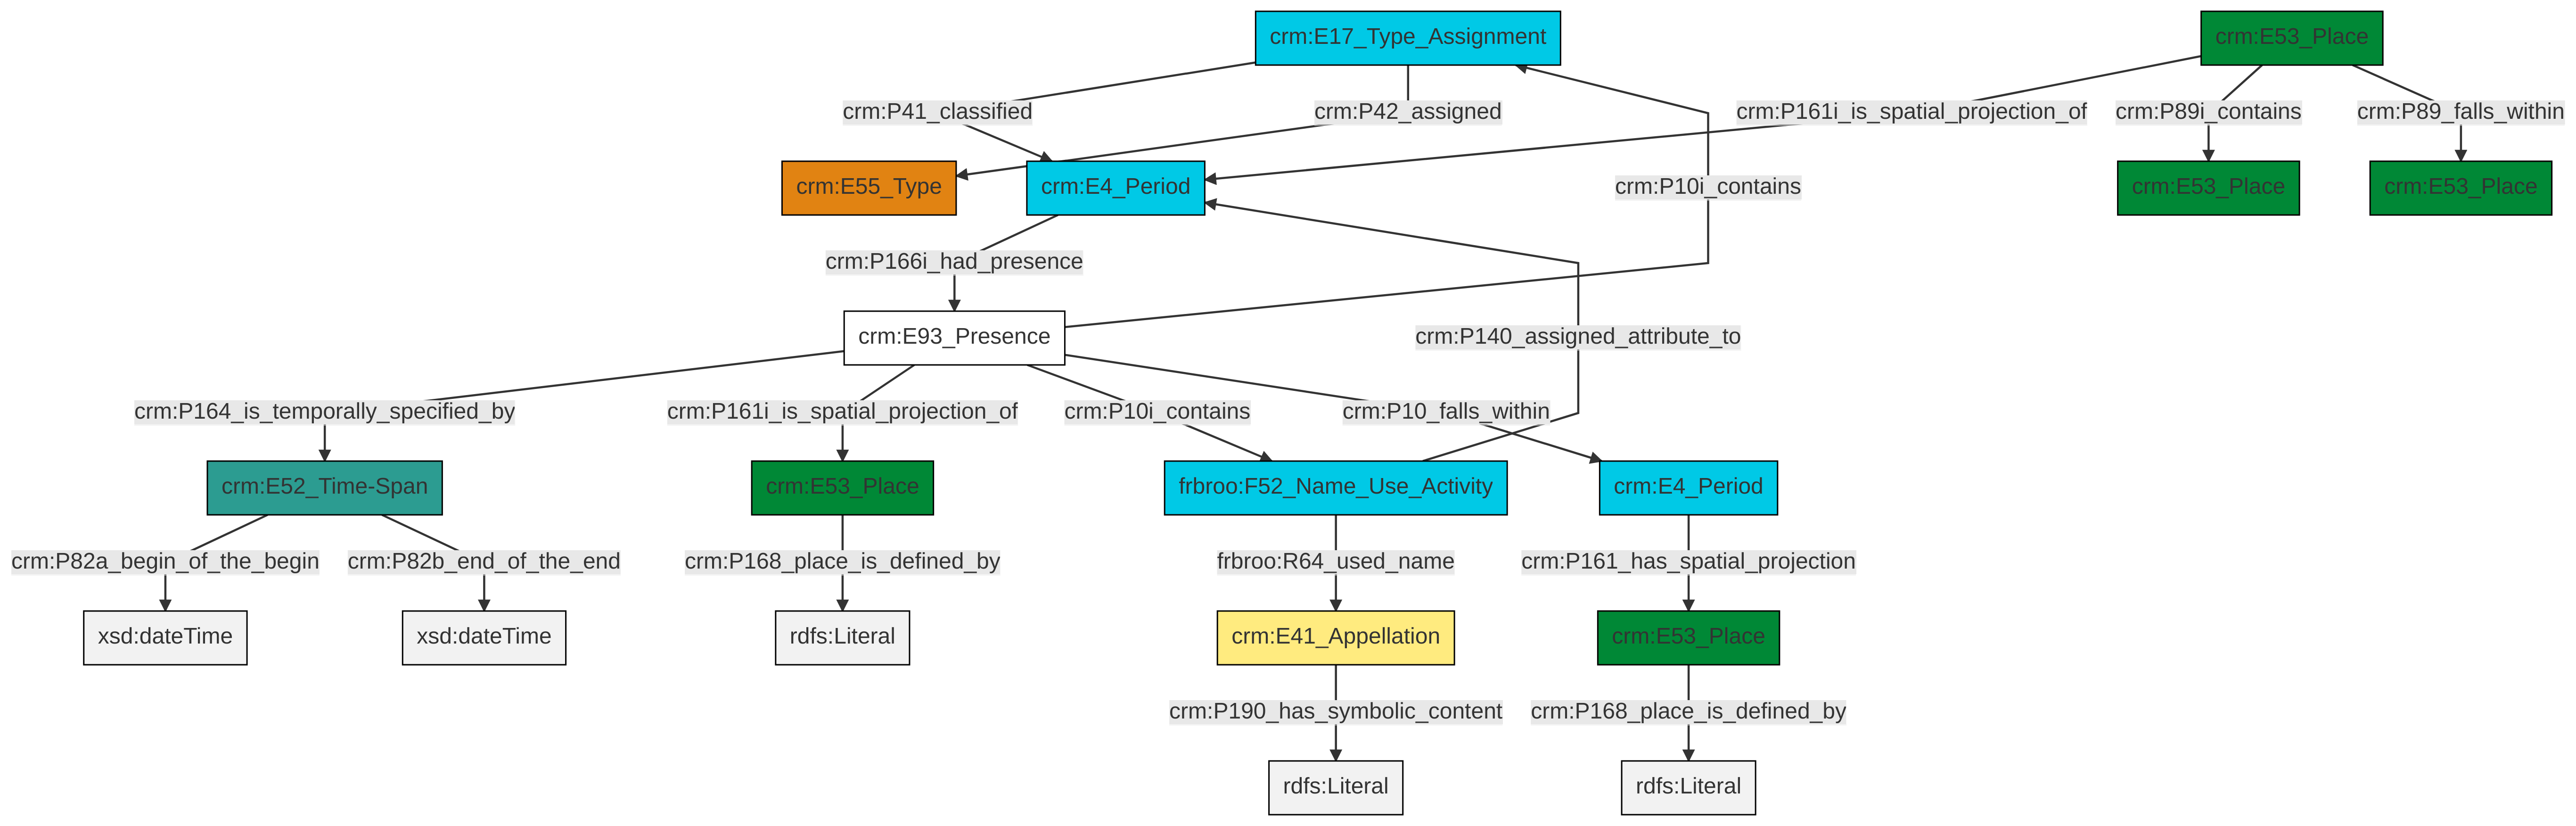 crm:E17_Type_Assignment
crm:E53_Place
crm:P41_classified
crm:P42_assigned
crm:P161i_is_spatial_projection_of
crm:P89i_contains
crm:P89_falls_within
crm:E55_Type
crm:E4_Period
crm:P10i_contains
crm:E53_Place
crm:E53_Place
crm:P166i_had_presence
crm:E93_Presence
crm:P140_assigned_attribute_to
crm:P164_is_temporally_specified_by
crm:P161i_is_spatial_projection_of
crm:P10i_contains
crm:P10_falls_within
crm:E52_Time-Span
crm:E53_Place
frbroo:F52_Name_Use_Activity
crm:E4_Period
crm:P82a_begin_of_the_begin
crm:P82b_end_of_the_end
crm:P168_place_is_defined_by
frbroo:R64_used_name
crm:P161_has_spatial_projection
xsd:dateTime
xsd:dateTime
rdfs:Literal
crm:E41_Appellation
crm:E53_Place
crm:P190_has_symbolic_content
crm:P168_place_is_defined_by
rdfs:Literal
rdfs:Literal